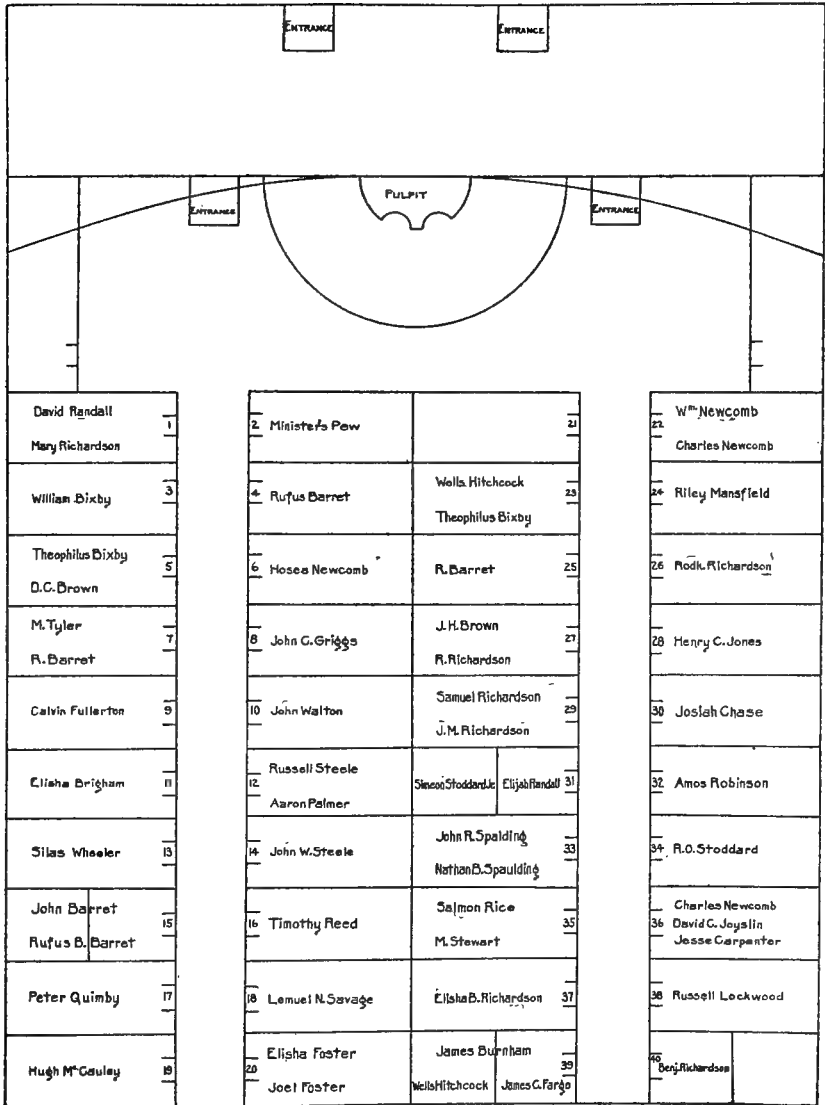 ENTRANCE ENTRANCE
PULPIT
ENTRANCE ENTRANCE
David Randall
Mary Richardson
1
2 Minister's Pew
21
22 Wm. Newcomb
Charles Newcomb
William Bixby 3
4 Rufus Barret
Wells Hitchcock
Theophilus Bixby
23
24 Riley Mansfield
Theophilus Bixby
D.C. Brown
5
6 Hosea Newcomb
R. Barret 25
26 Rodk. Richardson
M. Tyler
R. Barret
7
8 John C. Griggs
J.H. Brown
R. Richardson
27
28 Henry C. Jones
Calvin Fullerton 9
10 John Walton
Samuel Richardson
J.M. Richardson
29
30 Josiah Chase
Elisha Brigham 11
12 Russell Steele
Aaron Palmer
Simeon Stoddard Jr. Elijah Randall 31
32 Amos Robinson
Silas Wheeler 13
14 John W. Steele
John R. Spalding
Nathan B. Spaulding
33
34 R.O. Stoddard
John Barret
Rufus B. Barret
15
16 Timothy Reed
Salmon Rice
M. Stewart
35
36 Charles Newcomb
David C. Joyslin
Jesse Carpenter
Peter Quimby 17
18 Lemuel N. Savage
Elisha B. Richardson 37
38 Russell Lockwood
Hugh McCauley 19
20 Elisha Foster
Joel Foster
James Burnham
Wells Hitchcock James C. Fargo
39
40 Benj. Richardson